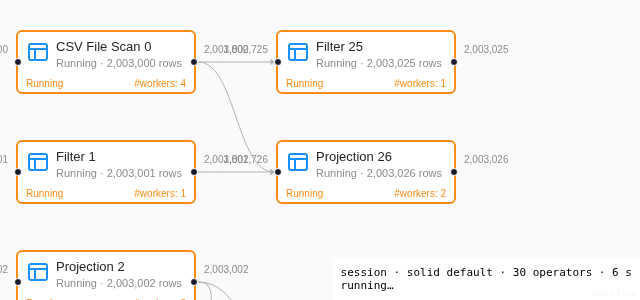 CSV File Scan 0
Running · 2,003,000 rows
Running #workers: 4
Filter 25
Running · 2,003,025 rows
Running #workers: 1
2,003,025
Filter 1
Running · 2,003,001 rows
Running #workers: 1
Projection 26
Running · 2,003,026 rows
Running #workers: 2
2,003,026
Projection 2
Running · 2,003,002 rows
2,003,002
session · solid default · 30 operators · 6 s
running…